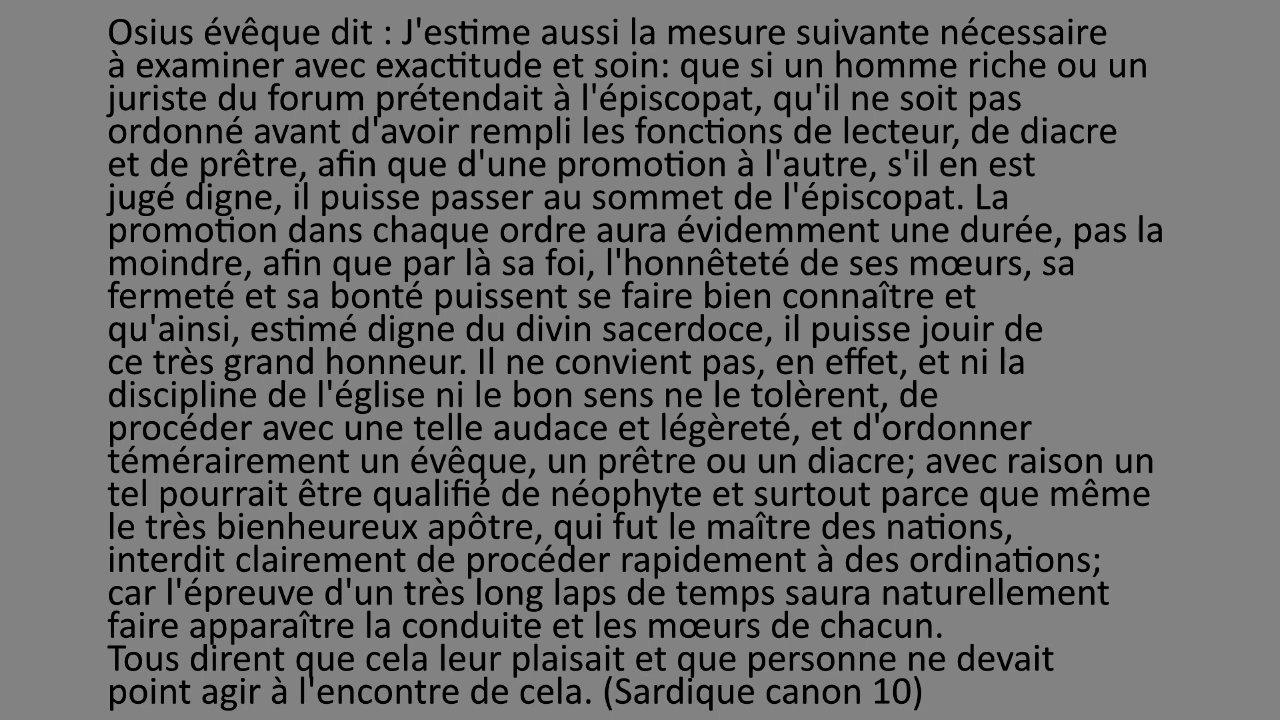 Osius évêque dit : J'estime aussi la mesure suivante nécessaire
à examiner avec exactitude et soin: que si un homme riche ou un
juriste du forum prétendait à l'épiscopat, qu'il ne soit pas
ordonné avant d'avoir rempli les fonctions de lecteur, de diacre
et de prêtre, afin que d'une promotion à l'autre, s'il en est
jugé digne, il puisse passer au sommet de l'épiscopat. La
promotion dans chaque ordre aura évidemment une durée, pas la
moindre, afin que par là sa foi, l'honnêteté de ses mœurs, sa
fermeté et sa bonté puissent se faire bien connaître et
qu'ainsi, estimé digne du divin sacerdoce, il puisse jouir de
ce très grand honneur. Il ne convient pas, en effet, et ni la
discipline de l'église ni le bon sens ne le tolèrent, de
procéder avec une telle audace et légèreté, et d'ordonner
témérairement un évêque, un prêtre ou un diacre; avec raison un
tel pourrait être qualifié de néophyte et surtout parce que même
le très bienheureux apôtre, qui fut le maître des nations,
interdit clairement de procéder rapidement à des ordinations;
car l'épreuve d'un très long laps de temps saura naturellement
faire apparaître la conduite et les mœurs de chacun.
Tous dirent que cela leur plaisait et que personne ne devait
point agir à l'encontre de cela. (Sardique canon 10)